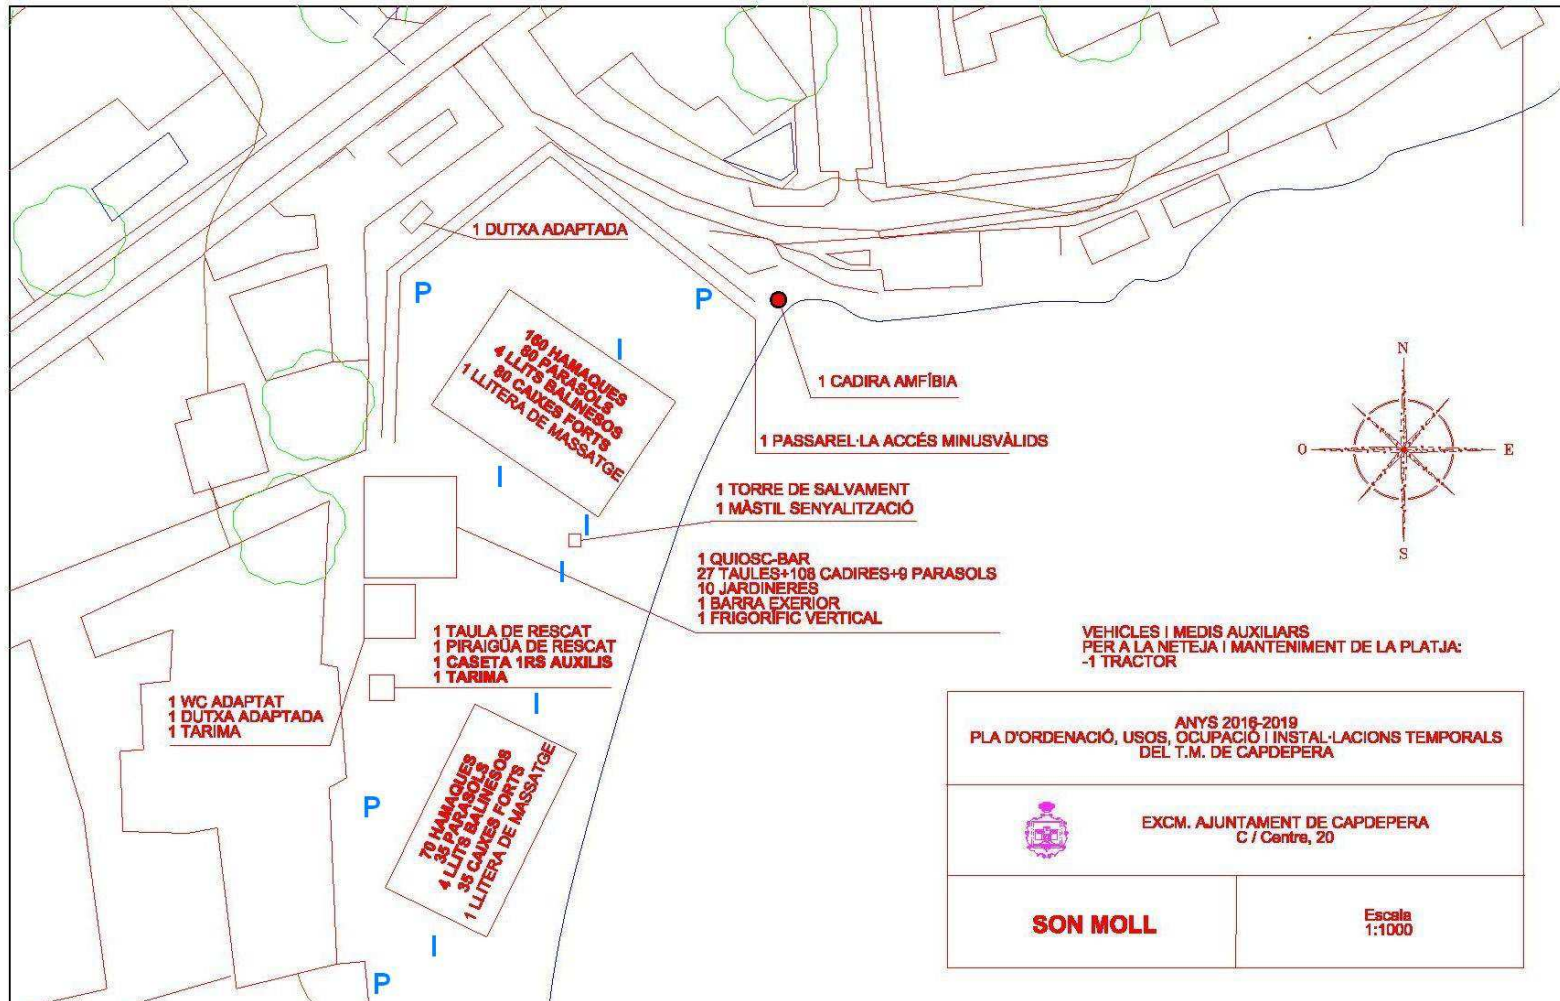 1 DUTXA ADAPTADA
P
P
I
160 HAMAQUES
80 PARASOLS
4 LLITS BALINESOS
80 CAIXES FORTS
1 LLITERA DE MASSATGE
N
O
E
S
1 CADIRA AMFÍBIA
1 PASSAREL·LA ACCÉS MINUSVÀLIDS
I
I
1 TORRE DE SALVAMENT
1 MÀSTIL SENYALITZACIÓ
I
1 QUIOSC-BAR
27 TAULES+108 CADIRES+9 PARASOLS
10 JARDINERES
1 BARRA EXERIOR
1 FRIGORÍFIC VERTICAL
1 TAULA DE RESCAT
1 PIRAIGÜA DE RESCAT
1 CASETA 1RS AUXILIS
1 TARIMA
VEHICLES I MEDIS AUXILIARS
PER A LA NETEJA I MANTENIMENT DE LA PLATJA:
-1 TRACTOR
1 WC ADAPTAT
1 DUTXA ADAPTADA
1 TARIMA
I
70 HAMAQUES
35 PARASOLS
4 LLITS BALINESOS
35 CAIXES FORTS
1 LLITERA DE MASSATGE
P
I
P
ANYS 2016-2019
PLA D'ORDENACIÓ, USOS, OCUPACIÓ I INSTAL·LACIONS TEMPORALS
DEL T.M. DE CAPDEPERA
EXCM. AJUNTAMENT DE CAPDEPERA
C / Centre, 20
SON MOLL
Escala
1:1000